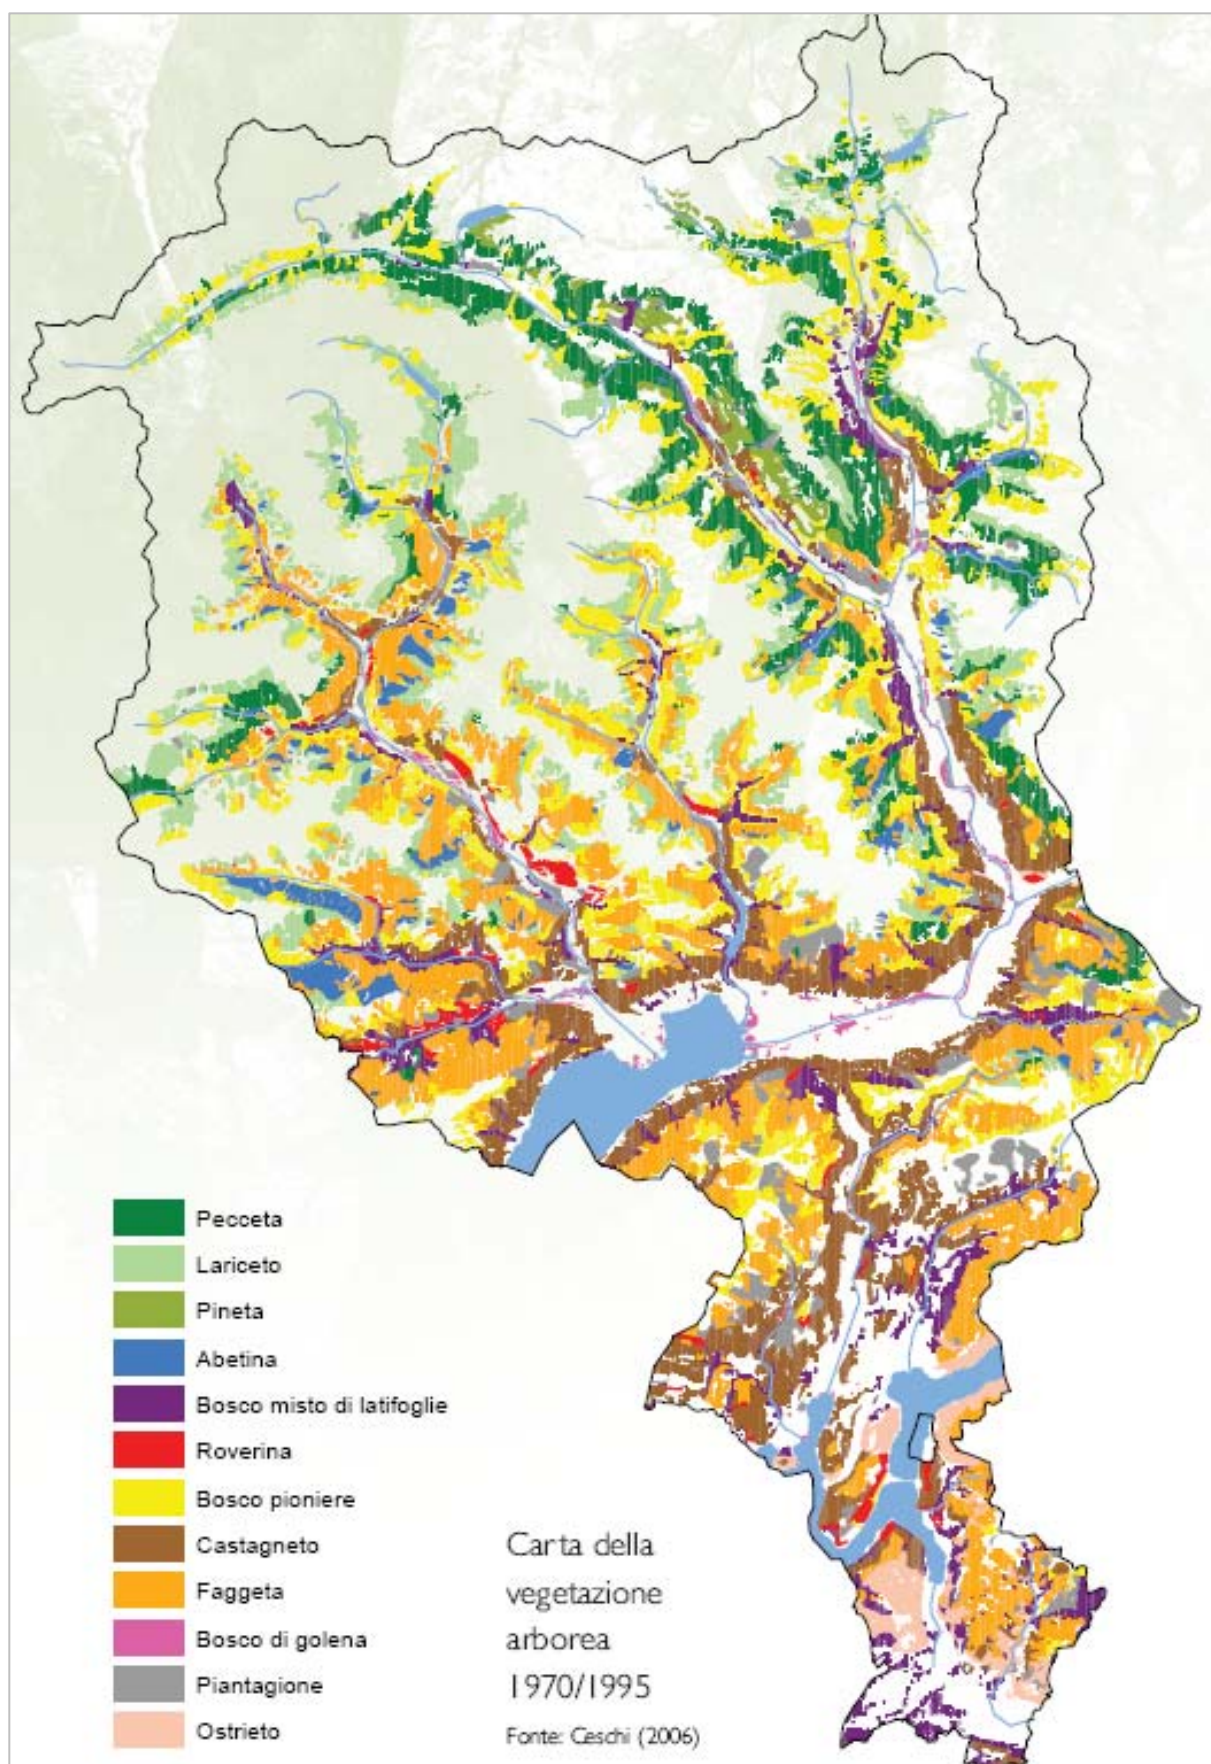 Pecceta
Lariceto
Pineta
Abetina
Bosco misto di latifoglie
Roverina
Bosco pioniere
Castagneto
Faggeta
Bosco di golena
Piantagione
Ostrieto
Carta della
vegetazione
arborea
1970/1995
Fonte: Ceschi (2006)